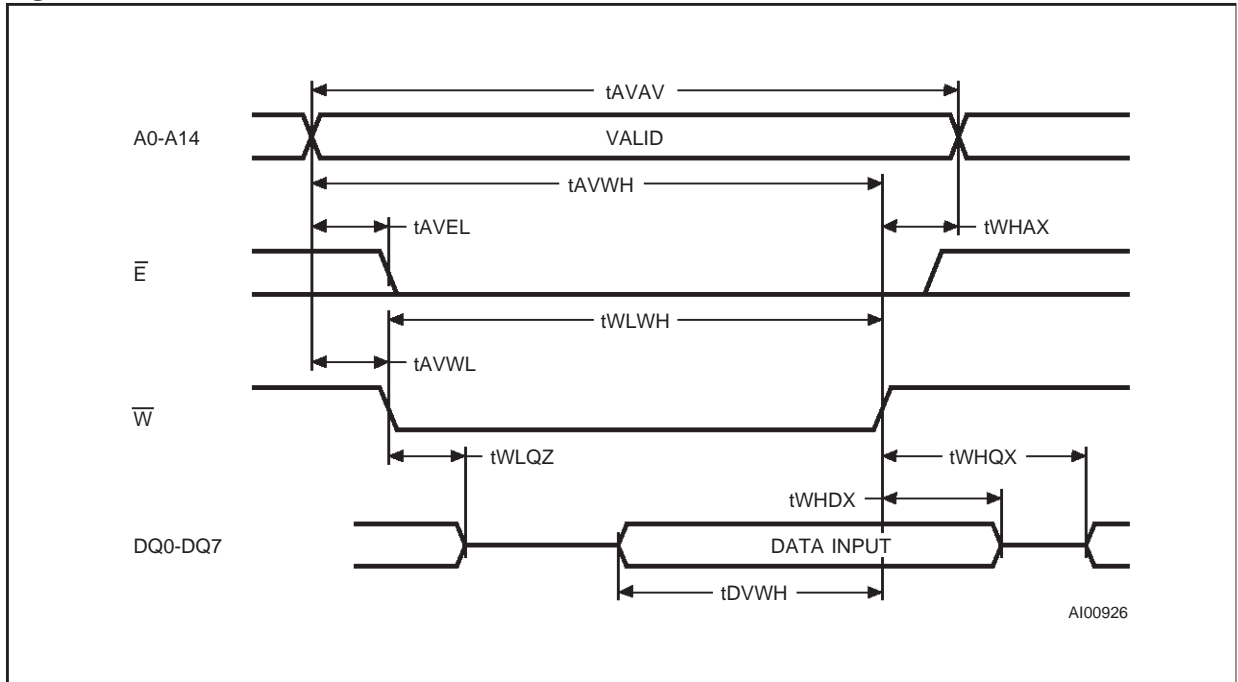 tAVAV
A0-A14 VALID
tAVWH
tAVEL tWHAX
E̅
tWLWH
tAVWL
W̅
tWLQZ tWHQX
tWHDX
DQ0-DQ7 DATA INPUT
tDVWH
AI00926